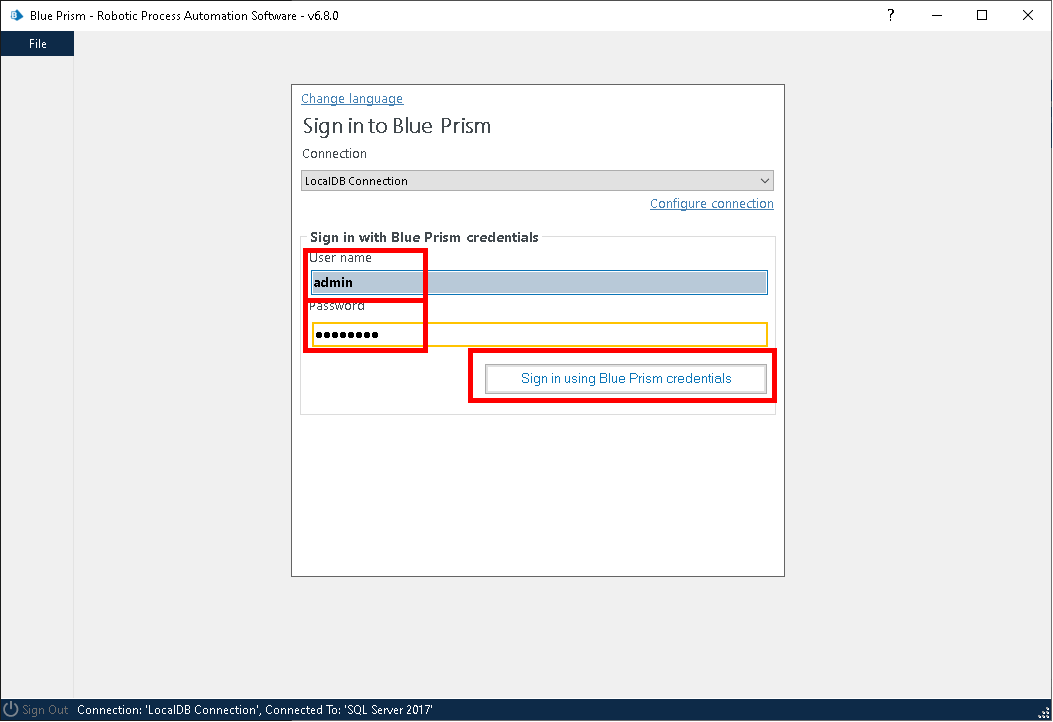 Blue Prism - Robotic Process Automation Software - v6.8.0
?
File
Change language
Sign in to Blue Prism
Connection
LocalDB Connection
Configure connection
Sign in with Blue Prism credentials
User name
admin
Password
••••••••
Sign in using Blue Prism credentials
Sign Out Connection: 'LocalDB Connection', Connected To: 'SQL Server 2017'